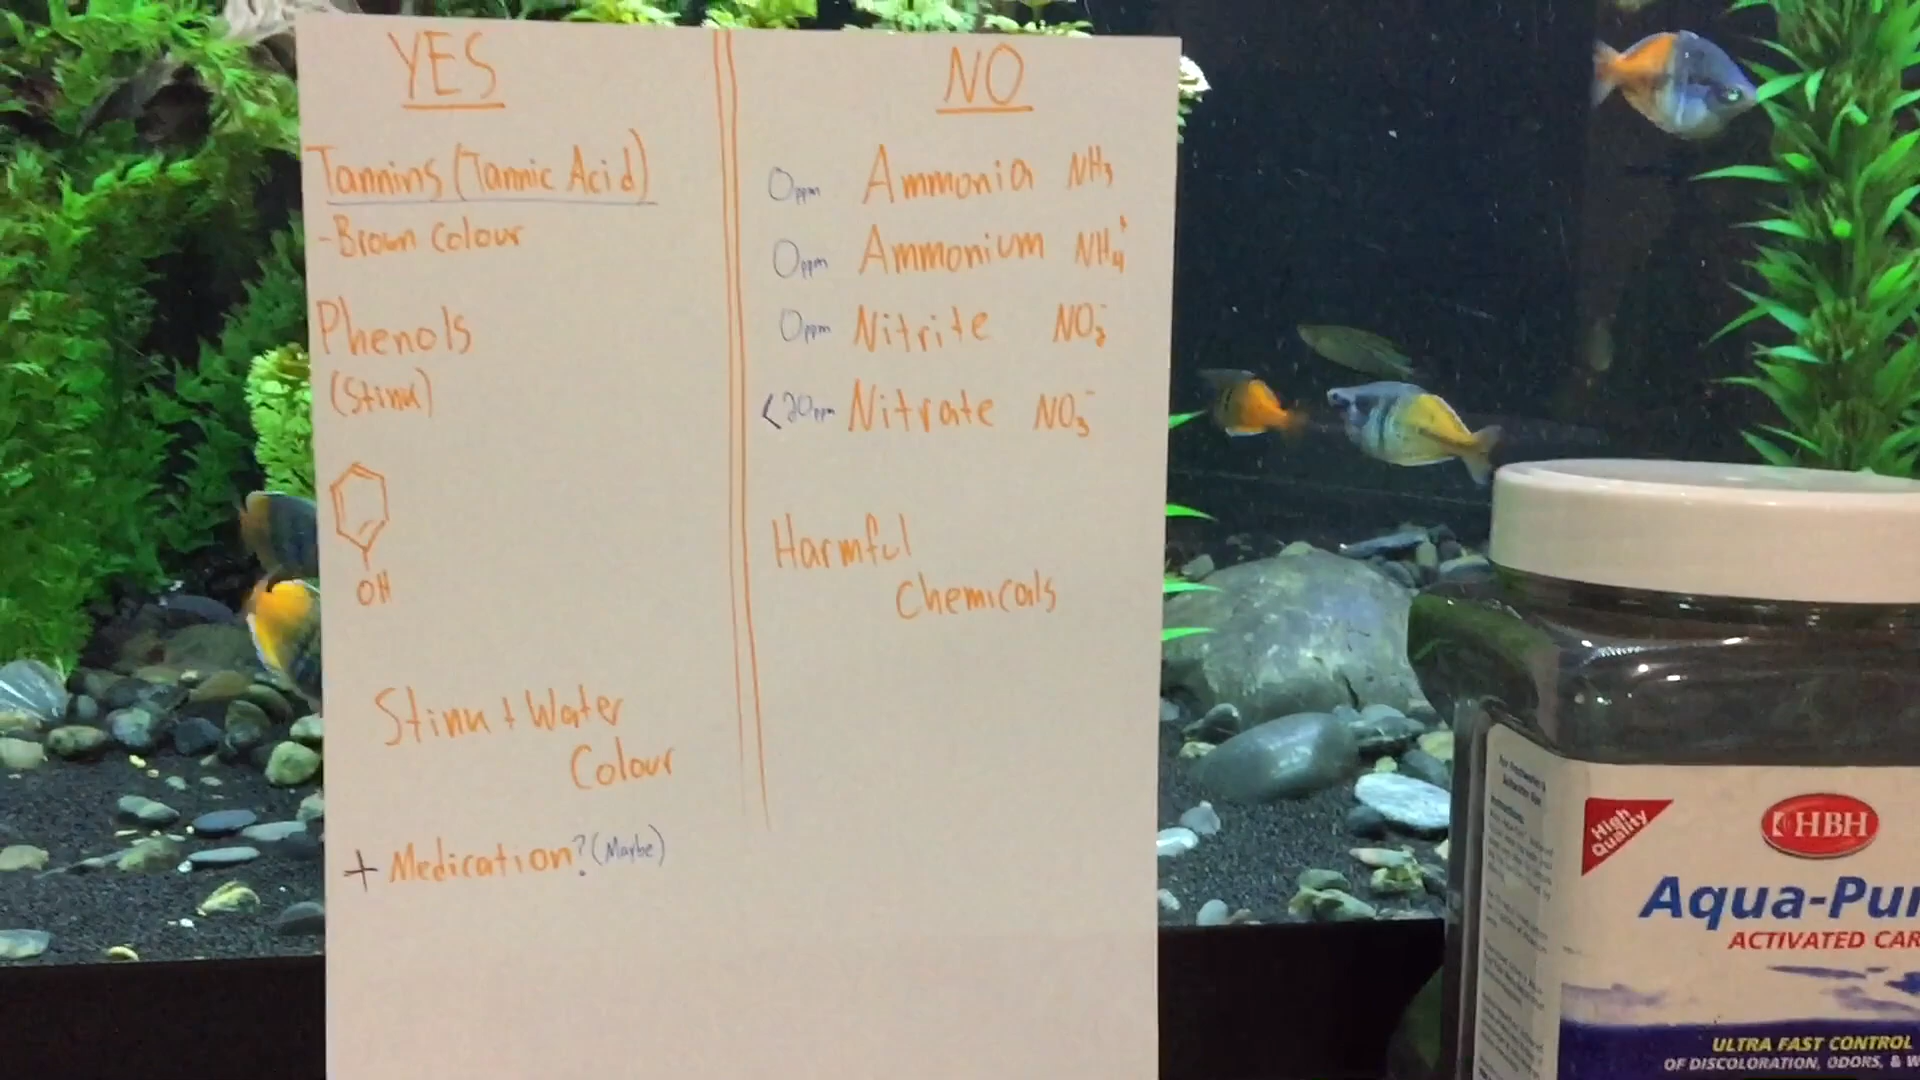 YES
Tannins (Tannic Acid)
- Brown Colour
Phenols
(Stink)
OH
Stink + Water
Colour
+ Medication? (Maybe)
NO
0ppm Ammonia NH3
0ppm Ammonium NH4+
0ppm Nitrite NO2-
<20ppm Nitrate NO3-
Harmful
Chemicals
High
Quality
HBH
Aqua-Pur
ACTIVATED CAR
ULTRA FAST CONTROL
OF DISCOLORATION, ODORS, & W